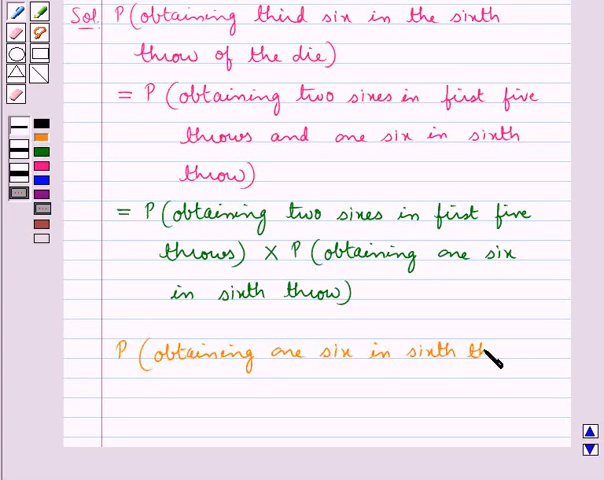 Sol. P (obtaining third six in the sixth
throw of the die)
= P (obtaining two sixes in first five
throws and one six in sixth
throw)
= P (obtaining two sixes in first five
throws) × P (obtaining one six
in sixth throw)
P (obtaining one six in sixth th